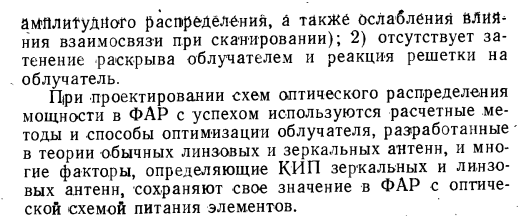 амплитудного распределения, а также ослабления влия-
ния взаимосвязи при сканировании); 2) отсутствует за-
тенение раскрыва облучателем и реакция решетки на
облучатель.
При проектировании схем оптического распределения
мощности в ФАР с успехом используются расчетные ме-
тоды и способы оптимизации облучателя, разработанные
в теории обычных линзовых и зеркальных антенн, и мно-
гие факторы, определяющие КИП зеркальных и линзо-
вых антенн, сохраняют свое значение в ФАР с оптиче-
ской схемой питания элементов.